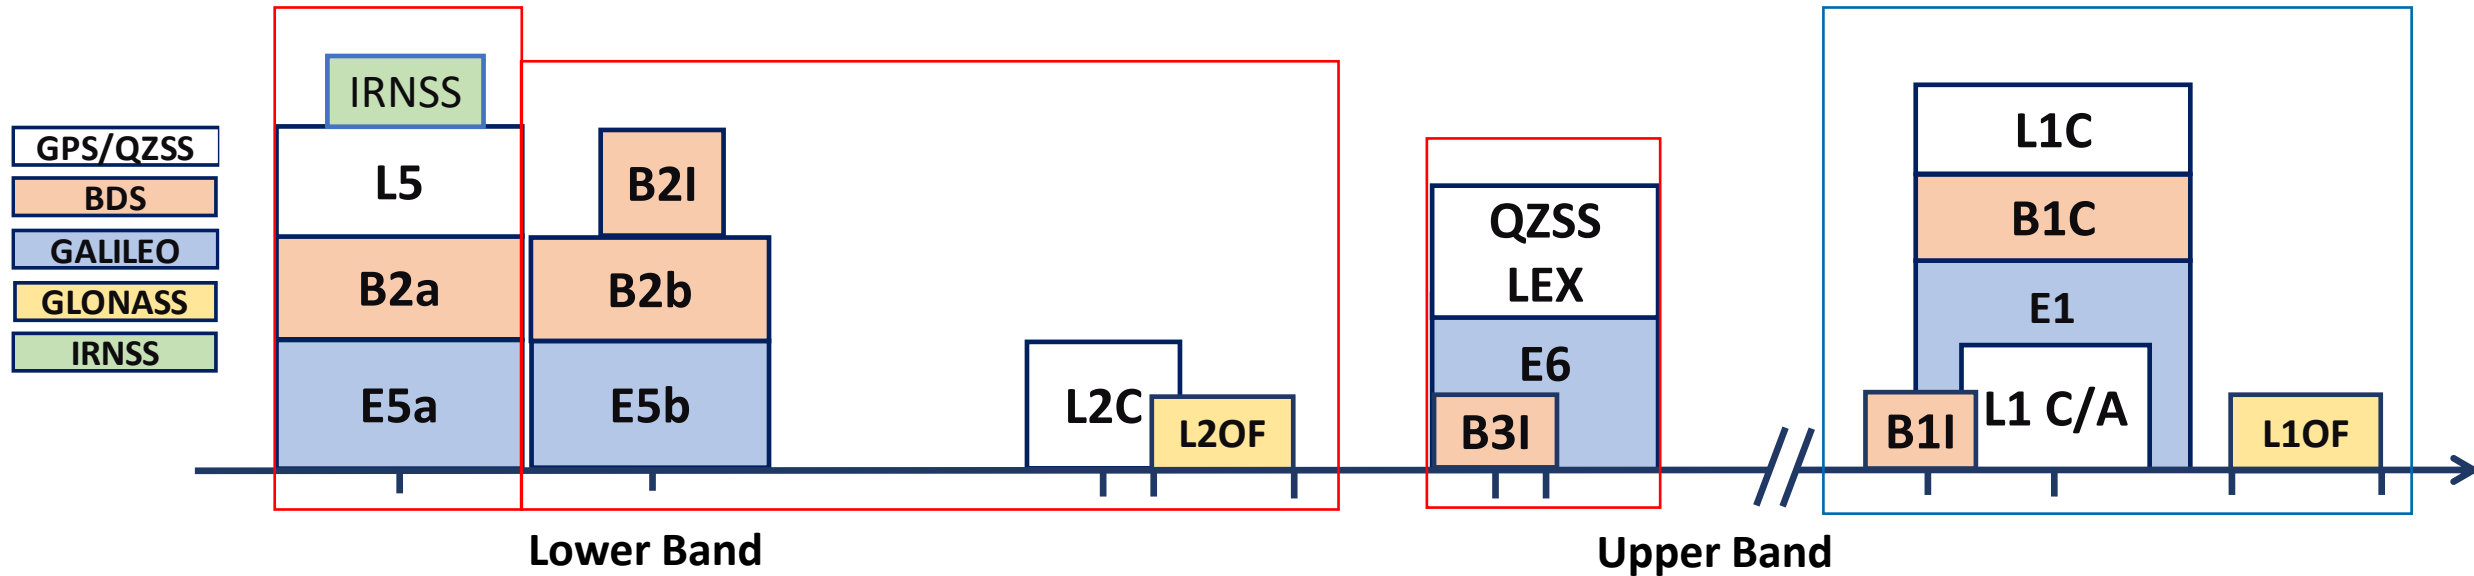 GPS/QZSS
BDS
GALILEO
GLONASS
IRNSS
IRNSS
L5
B2a
E5a
B2I
B2b
E5b
L2C
L2OF
QZSS
LEX
E6
B3I
L1C
B1C
E1
L1 C/A
B1I
L1OF
Lower Band
Upper Band